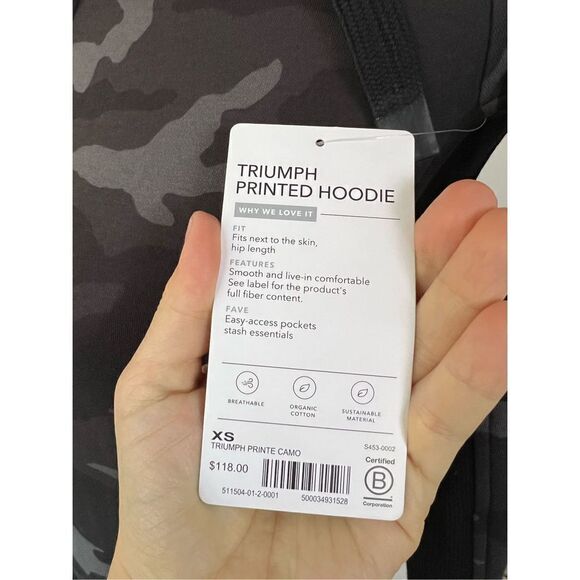 TRIUMPH
PRINTED HOODIE
WHY WE LOVE IT
FIT
Fits next to the skin,
hip length
FEATURES
Smooth and live-in comfortable
See label for the product's
full fiber content.
FAVE
Easy-access pockets
stash essentials
BREATHABLE
ORGANIC
COTTON
SUSTAINABLE
MATERIAL
XS
S453-0002
TRIUMPH PRINTE CAMO
$118.00
511504-01-2-0001
500034931528
Certified
B
Corporation